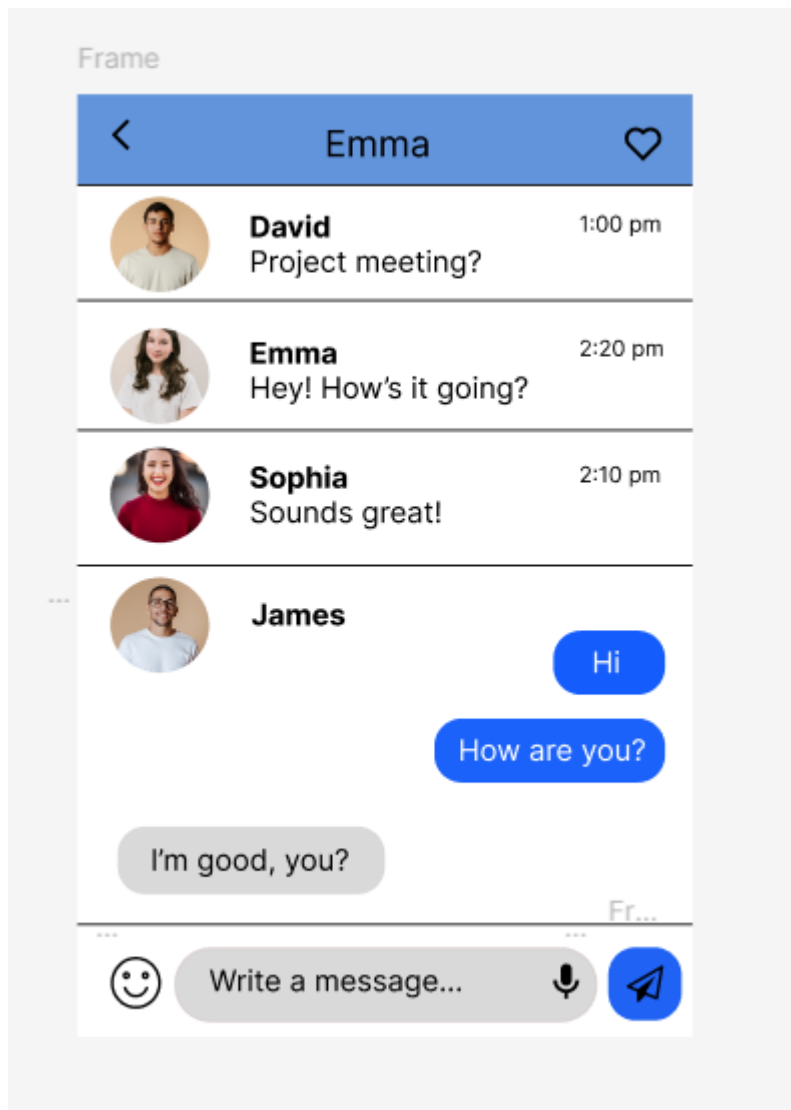 Frame
Emma
David
1:00 pm
Project meeting?
Emma
2:20 pm
Hey! How’s it going?
Sophia
2:10 pm
Sounds great!
...
James
Hi
How are you?
I’m good, you?
Fr...
... ...
Write a message...